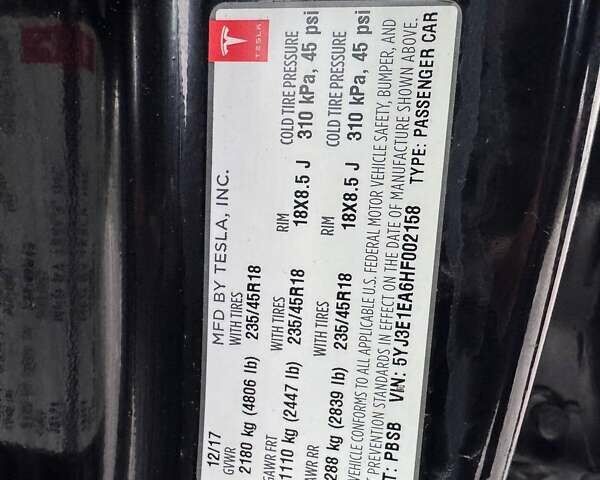 TESLA
MFD BY TESLA, INC.
12/17
GVWR WITH TIRES RIM COLD TIRE PRESSURE
2180 kg (4806 lb) 235/45R18 18X8.5 J 310 kPa, 45 psi
GAWR FRT WITH TIRES RIM COLD TIRE PRESSURE
1110 kg (2447 lb) 235/45R18 18X8.5 J 310 kPa, 45 psi
AWR RR
288 kg (2839 lb) 235/45R18
VEHICLE CONFORMS TO ALL APPLICABLE U.S. FEDERAL MOTOR VEHICLE SAFETY, BUMPER, AND
T PREVENTION STANDARDS IN EFFECT ON THE DATE OF MANUFACTURE SHOWN ABOVE.
T: PBSB VIN: 5YJ3E1EA6HF002158 TYPE: PASSENGER CAR